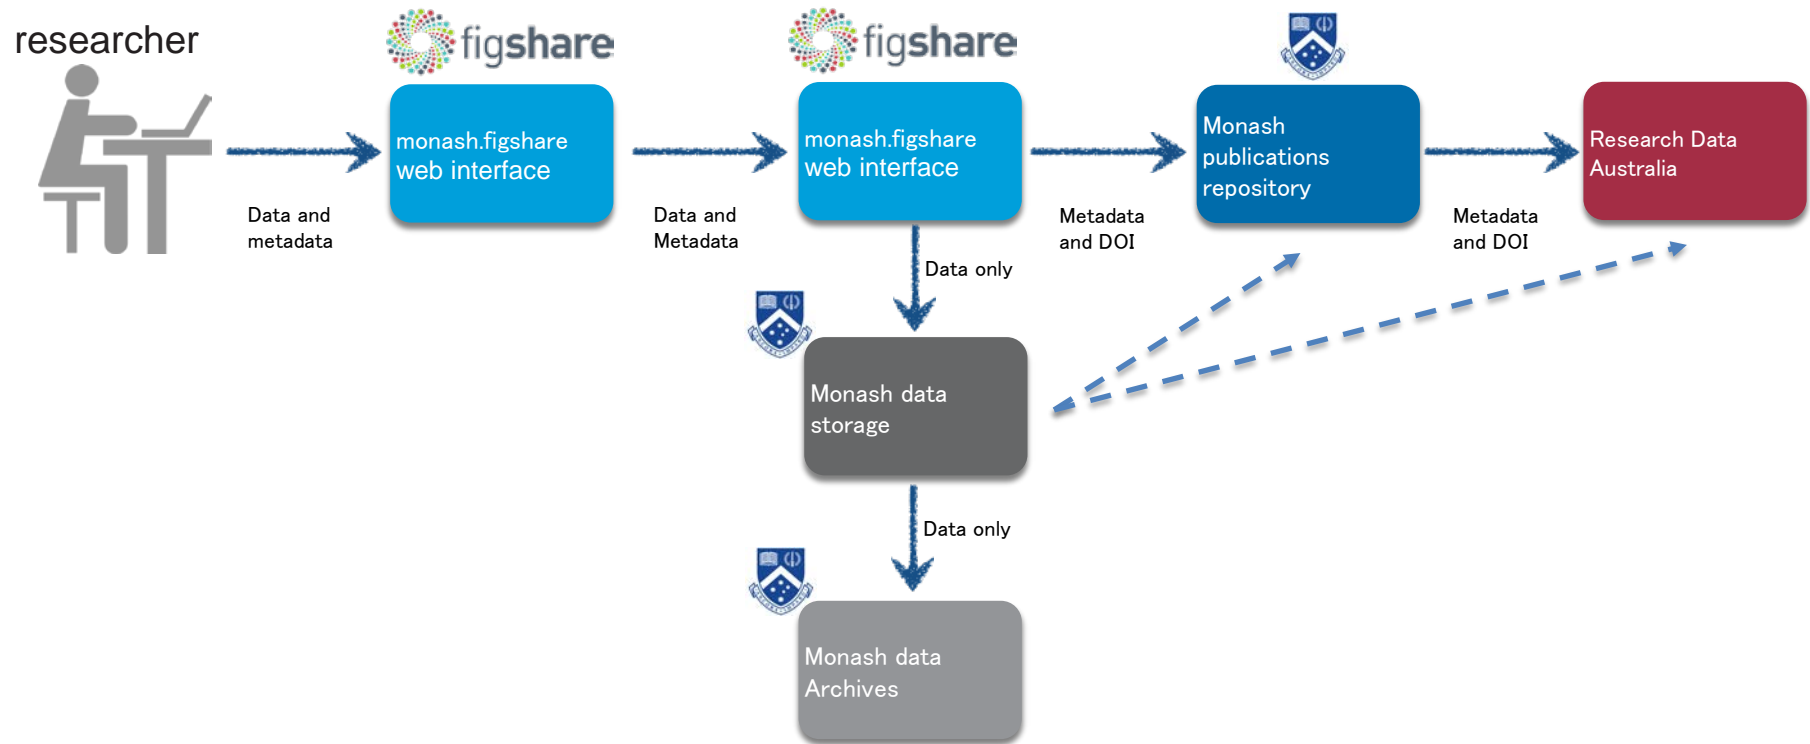 researcher
figshare
monash.figshare
web interface
Data and
metadata
figshare
monash.figshare
web interface
Data and
Metadata
Monash
publications
repository
Metadata
and DOI
Research Data
Australia
Metadata
and DOI
Data only
Monash data
storage
Data only
Monash data
Archives